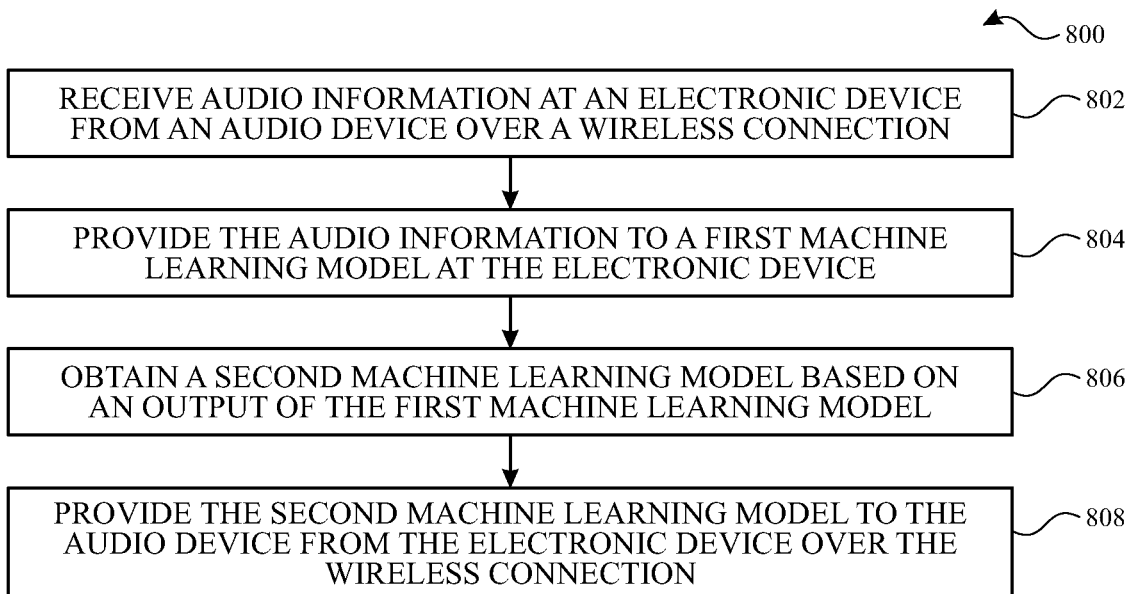 800
RECEIVE AUDIO INFORMATION AT AN ELECTRONIC DEVICE
FROM AN AUDIO DEVICE OVER A WIRELESS CONNECTION
802
PROVIDE THE AUDIO INFORMATION TO A FIRST MACHINE
LEARNING MODEL AT THE ELECTRONIC DEVICE
804
OBTAIN A SECOND MACHINE LEARNING MODEL BASED ON
AN OUTPUT OF THE FIRST MACHINE LEARNING MODEL
806
PROVIDE THE SECOND MACHINE LEARNING MODEL TO THE
AUDIO DEVICE FROM THE ELECTRONIC DEVICE OVER THE
WIRELESS CONNECTION
808